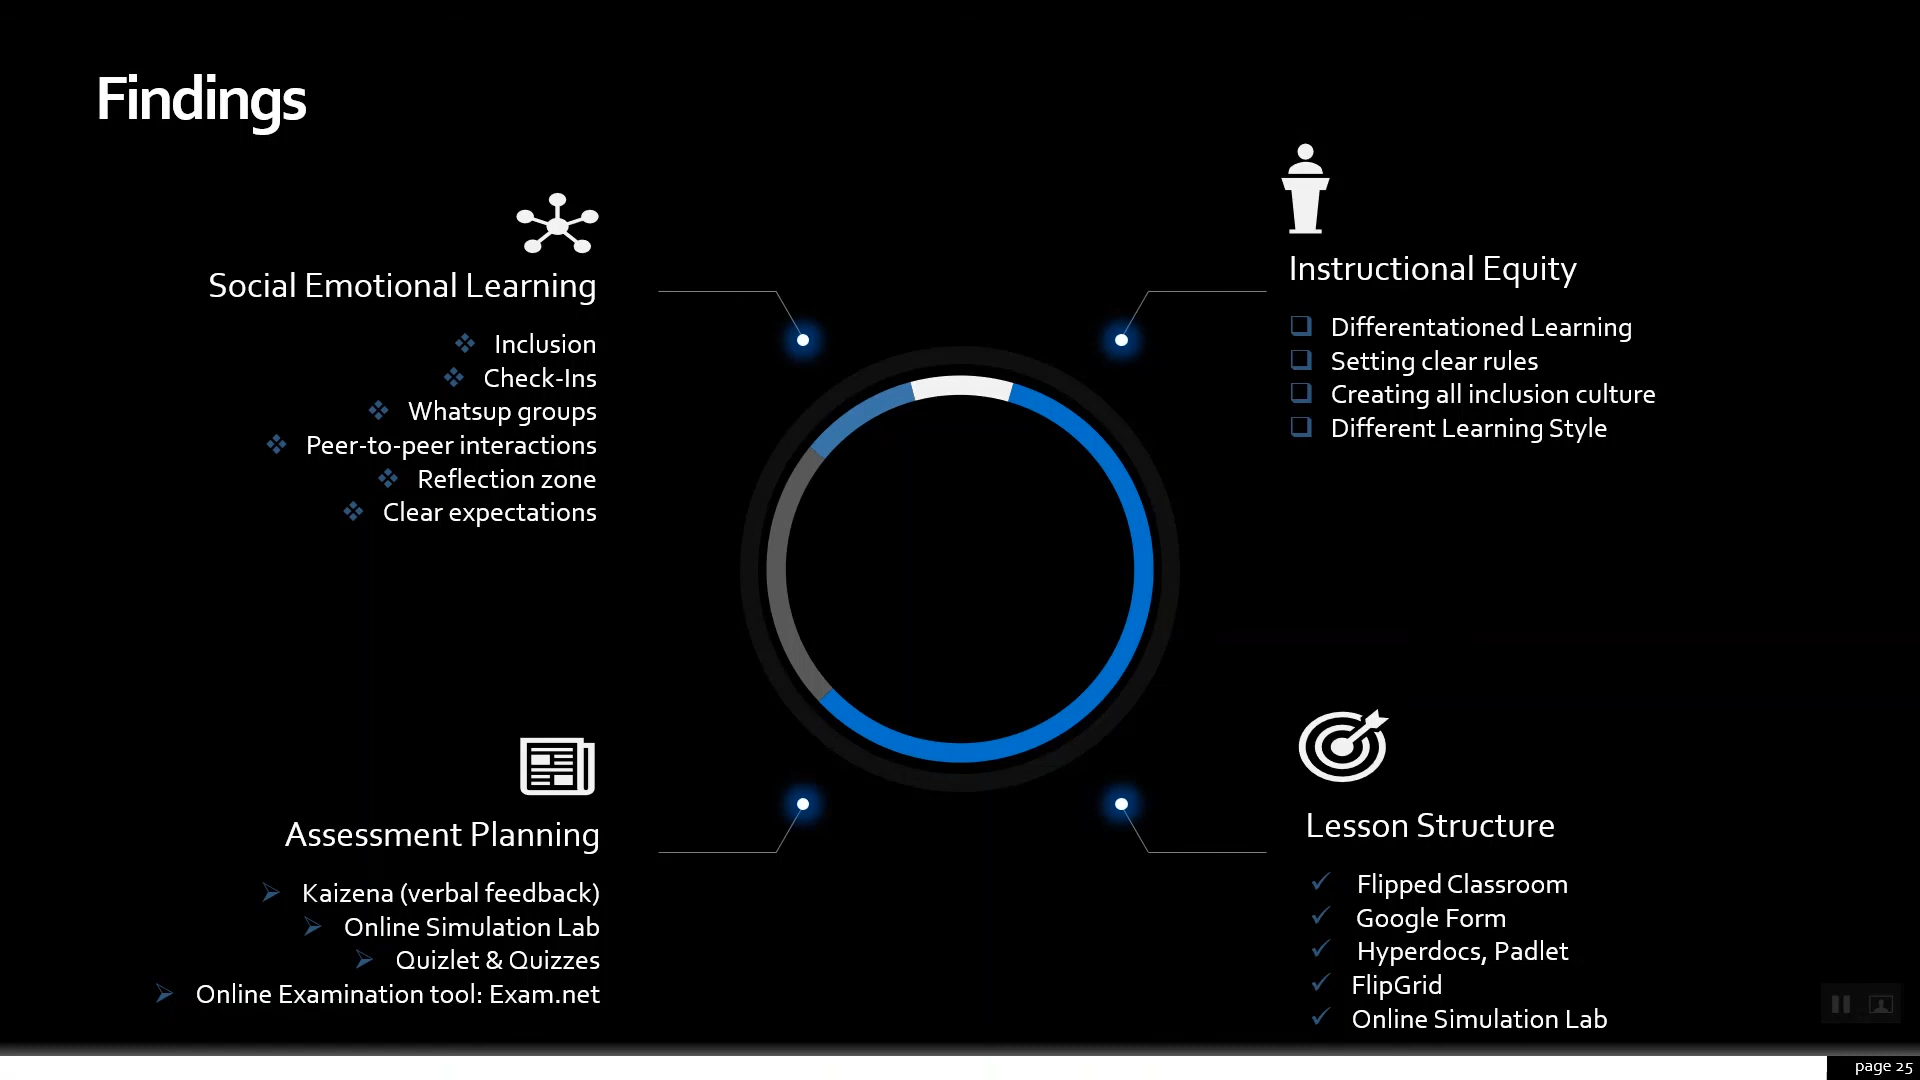 Findings
Social Emotional Learning
Inclusion
Check-Ins
Whatsup groups
Peer-to-peer interactions
Reflection zone
Clear expectations
Instructional Equity
Differentationed Learning
Setting clear rules
Creating all inclusion culture
Different Learning Style
Assessment Planning
Kaizena (verbal feedback)
Online Simulation Lab
Quizlet & Quizzes
Online Examination tool: Exam.net
Lesson Structure
Flipped Classroom
Google Form
Hyperdocs, Padlet
FlipGrid
Online Simulation Lab
page 25